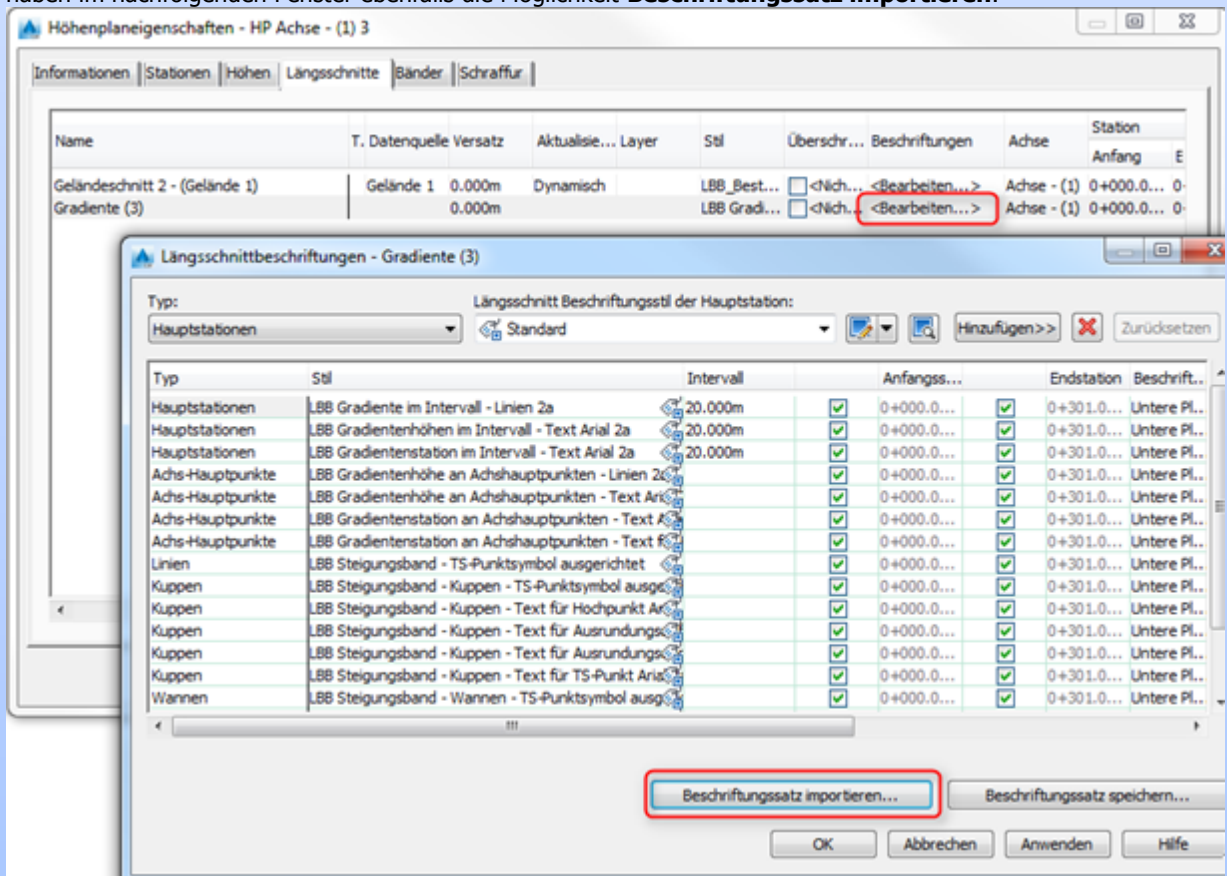 haben im nachfolgenden Fenster ebenfalls die Möglichkeit Beschriftungssatz importieren.
Höhenplaneigenschaften - HP Achse - (1) 3
Informationen Stationen Höhen Längsschnitte Bänder Schraffur
Name T. Datenquelle Versatz Aktualisie... Layer Stil Überschr... Beschriftungen Achse Station
Anfang E
Geländeschnitt 2 - (Gelände 1) Gelände 1 0.000m Dynamisch LBB_Best... <Nich... <Bearbeiten...> Achse - (1) 0+000.0... 0
Gradiente (3) 0.000m LBB Gradi... <Nich... <Bearbeiten...> Achse - (1) 0+000.0... 0
Längsschnittbeschriftungen - Gradiente (3)
Typ: Längsschnitt Beschriftungsstil der Hauptstation:
Hauptstationen Standard Hinzufügen>> Zurücksetzen
Typ Stil Intervall Anfangss... Endstation Beschrift...
Hauptstationen LBB Gradiente im Intervall - Linien 2a 20.000m 0+000.0... 0+301.0... Untere Pl...
Hauptstationen LBB Gradientenhöhen im Intervall - Text Arial 2a 20.000m 0+000.0... 0+301.0... Untere Pl...
Hauptstationen LBB Gradientenstation im Intervall - Text Arial 2a 20.000m 0+000.0... 0+301.0... Untere Pl...
Achs-Hauptpunkte LBB Gradientenhöhe an Achshauptpunkten - Linien 2 0+000.0... 0+301.0... Untere Pl...
Achs-Hauptpunkte LBB Gradientenhöhe an Achshauptpunkten - Text Ari 0+000.0... 0+301.0... Untere Pl...
Achs-Hauptpunkte LBB Gradientenstation an Achshauptpunkten - Text A 0+000.0... 0+301.0... Untere Pl...
Achs-Hauptpunkte LBB Gradientenstation an Achshauptpunkten - Text f 0+000.0... 0+301.0... Untere Pl...
Linien LBB Steigungsband - TS-Punktsymbol ausgerichtet 0+000.0... 0+301.0... Untere Pl...
Kuppen LBB Steigungsband - Kuppen - TS-Punktsymbol ausge 0+000.0... 0+301.0... Untere Pl...
Kuppen LBB Steigungsband - Kuppen - Text für Hochpunkt Ar 0+000.0... 0+301.0... Untere Pl...
Kuppen LBB Steigungsband - Kuppen - Text für Ausrundungs 0+000.0... 0+301.0... Untere Pl...
Kuppen LBB Steigungsband - Kuppen - Text für Ausrundungs 0+000.0... 0+301.0... Untere Pl...
Kuppen LBB Steigungsband - Kuppen - Text für TS-Punkt Aria 0+000.0... 0+301.0... Untere Pl...
Wannen LBB Steigungsband - Wannen - TS-Punktsymbol ausg 0+000.0... 0+301.0... Untere Pl...
Beschriftungssatz importieren... Beschriftungssatz speichern...
OK Abbrechen Anwenden Hilfe